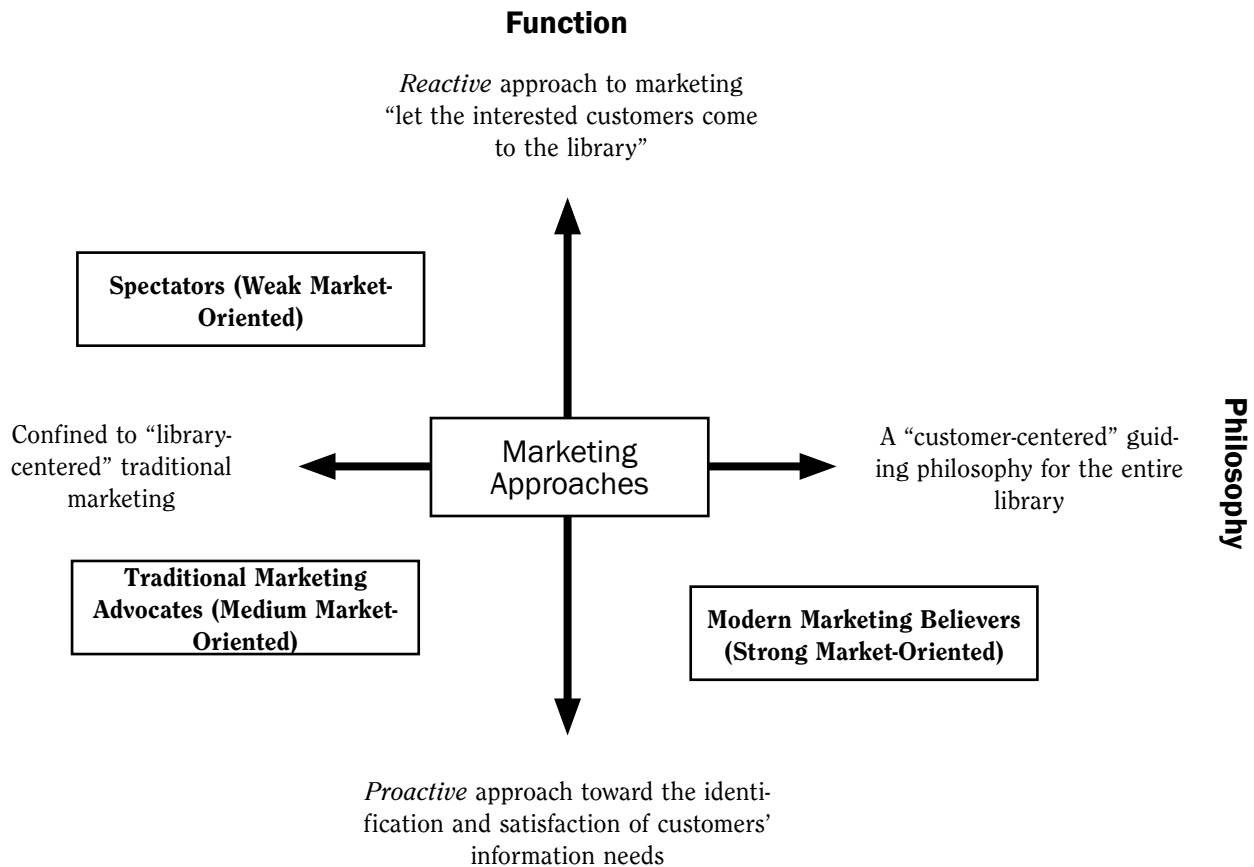 Function
Reactive approach to marketing
“let the interested customers come
to the library”
Spectators (Weak Market-
Oriented)
Confined to “library-
centered” traditional
marketing
Marketing
Approaches
A “customer-centered” guid-
ing philosophy for the entire
library
Philosophy
Traditional Marketing
Advocates (Medium Market-
Oriented)
Modern Marketing Believers
(Strong Market-Oriented)
Proactive approach toward the identi-
fication and satisfaction of customers’
information needs